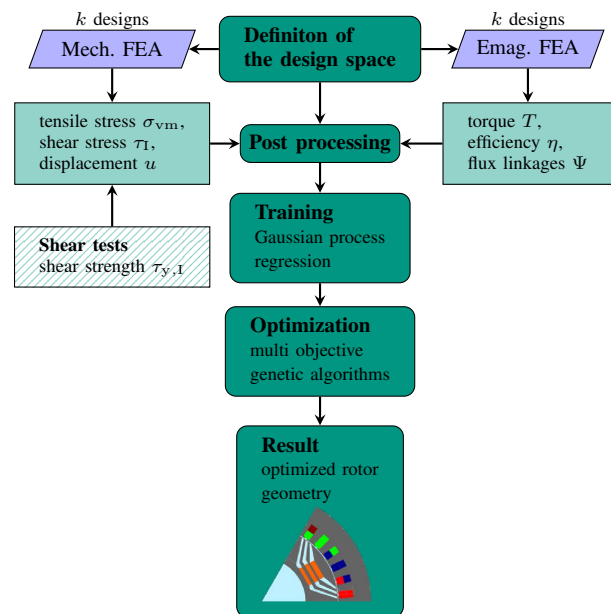 k designs
Mech. FEA
Definiton of
the design space
k designs
Emag. FEA
tensile stress σvm,
shear stress τI,
displacement u
Post processing
torque T,
efficiency η,
flux linkages Ψ
Shear tests
shear strength τy,I
Training
Gaussian process
regression
Optimization
multi objective
genetic algorithms
Result
optimized rotor
geometry